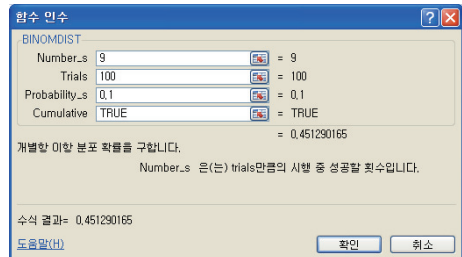 함수 인수
BINOMDIST
Number_s 9 = 9
Trials 100 = 100
Probability_s 0,1 = 0,1
Cumulative TRUE = TRUE
= 0,451290165
개별항 이항 분포 확률을 구합니다.
Number_s 은(는) trials만큼의 시행 중 성공할 횟수입니다.
수식 결과= 0,451290165
도움말(H) 확인 취소